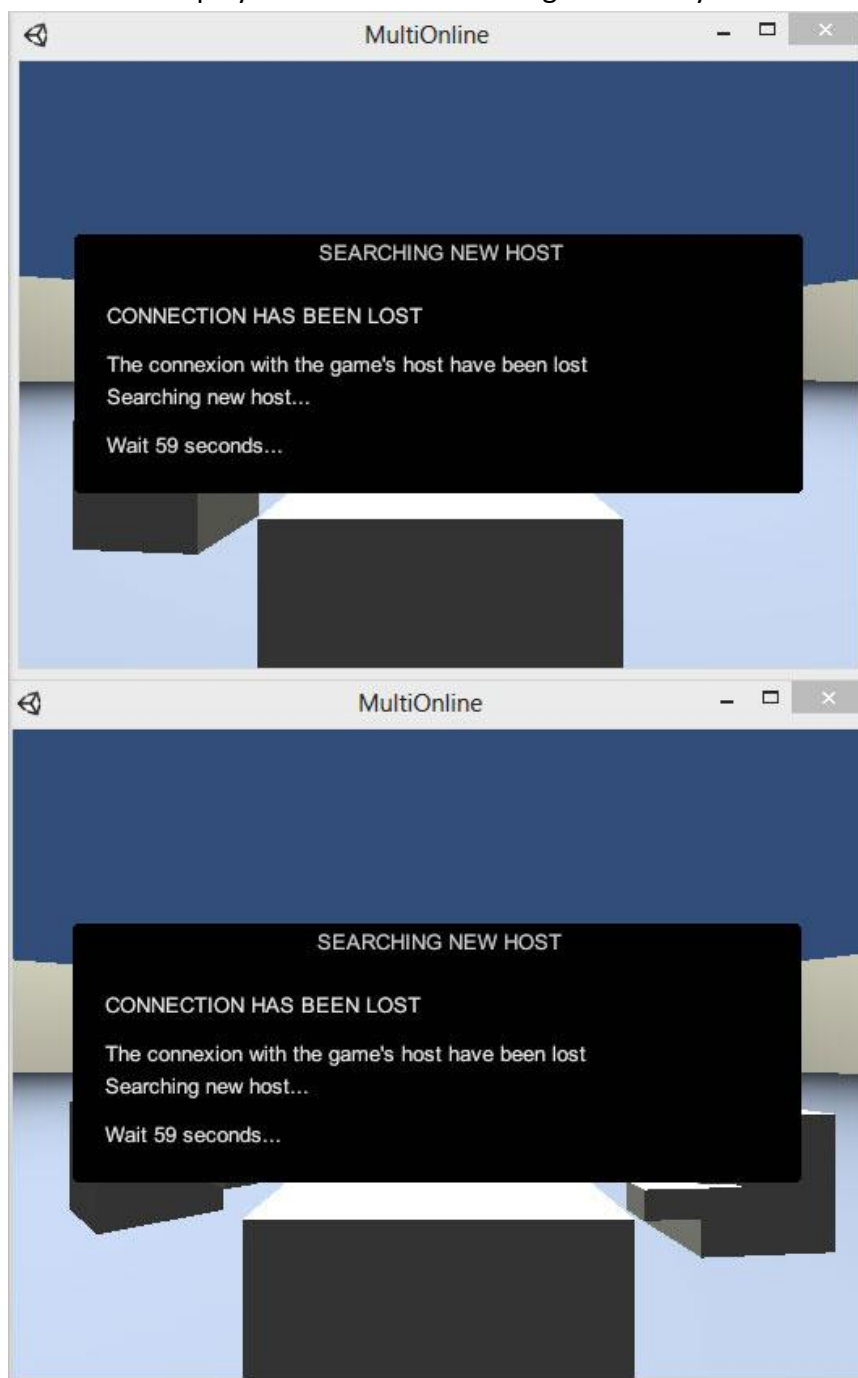 MultiOnline
SEARCHING NEW HOST
CONNECTION HAS BEEN LOST
The connexion with the game's host have been lost
Searching new host...
Wait 59 seconds...
MultiOnline
SEARCHING NEW HOST
CONNECTION HAS BEEN LOST
The connexion with the game's host have been lost
Searching new host...
Wait 59 seconds...